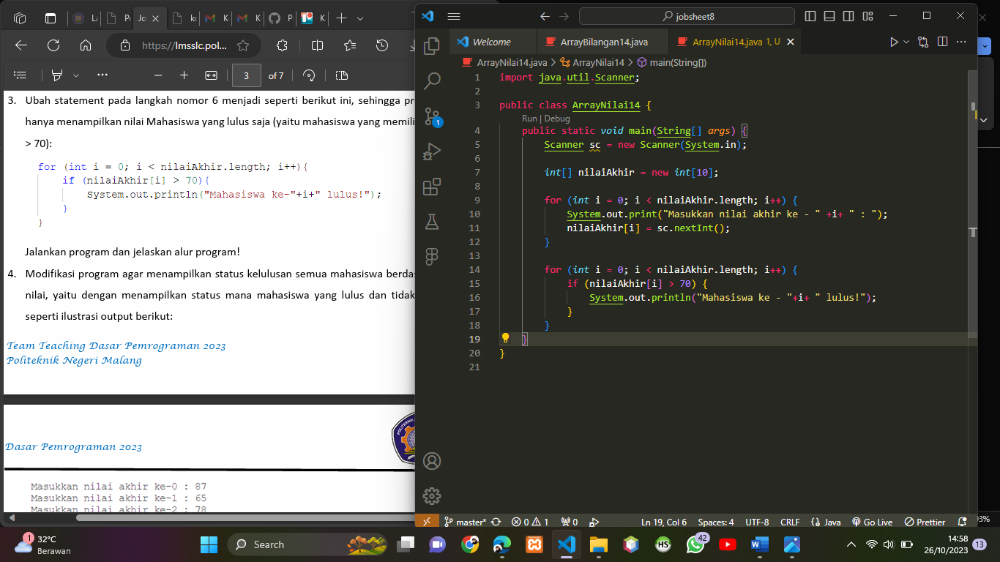 L
P
Jo
ko
K
K
P
K
https://lmsslc.pol...
3 of 7
3. Ubah statement pada langkah nomor 6 menjadi seperti berikut ini, sehingga pr
hanya menampilkan nilai Mahasiswa yang lulus saja (yaitu mahasiswa yang memili
> 70):
for (int i = 0; i < nilaiAkhir.length; i++){
if (nilaiAkhir[i] > 70){
System.out.println("Mahasiswa ke-"+i+" lulus!");
}
}
Jalankan program dan jelaskan alur program!
4. Modifikasi program agar menampilkan status kelulusan semua mahasiswa berdas
nilai, yaitu dengan menampilkan status mana mahasiswa yang lulus dan tidak
seperti ilustrasi output berikut:
Team Teaching Dasar Pemrograman 2023
Politeknik Negeri Malang
Dasar Pemrograman 2023
Masukkan nilai akhir ke-0 : 87
Masukkan nilai akhir ke-1 : 65
Masukkan nilai akhir ke-2 : 78
jobsheet8
Welcome
ArrayBilangan14.java
ArrayNilai14.java 1, U
ArrayNilai14.java > ArrayNilai14 > main(String[])
1 import java.util.Scanner;
2
3 public class ArrayNilai14 {
Run | Debug
4 public static void main(String[] args) {
5 Scanner sc = new Scanner(System.in);
6
7 int[] nilaiAkhir = new int[10];
8
9 for (int i = 0; i < nilaiAkhir.length; i++) {
10 System.out.print("Masukkan nilai akhir ke - " +i+ " : ");
11 nilaiAkhir[i] = sc.nextInt();
12 }
13
14 for (int i = 0; i < nilaiAkhir.length; i++) {
15 if (nilaiAkhir[i] > 70) {
16 System.out.println("Mahasiswa ke - "+i+ " lulus!");
17 }
18 }
19 }
20 }
21
1
master* 0 1 0 Ln 19, Col 6 Spaces: 4 UTF-8 CRLF {} Java Go Live Prettier
93%
1
32°C
Berawan
Search
HS
42
14:58
26/10/2023
13